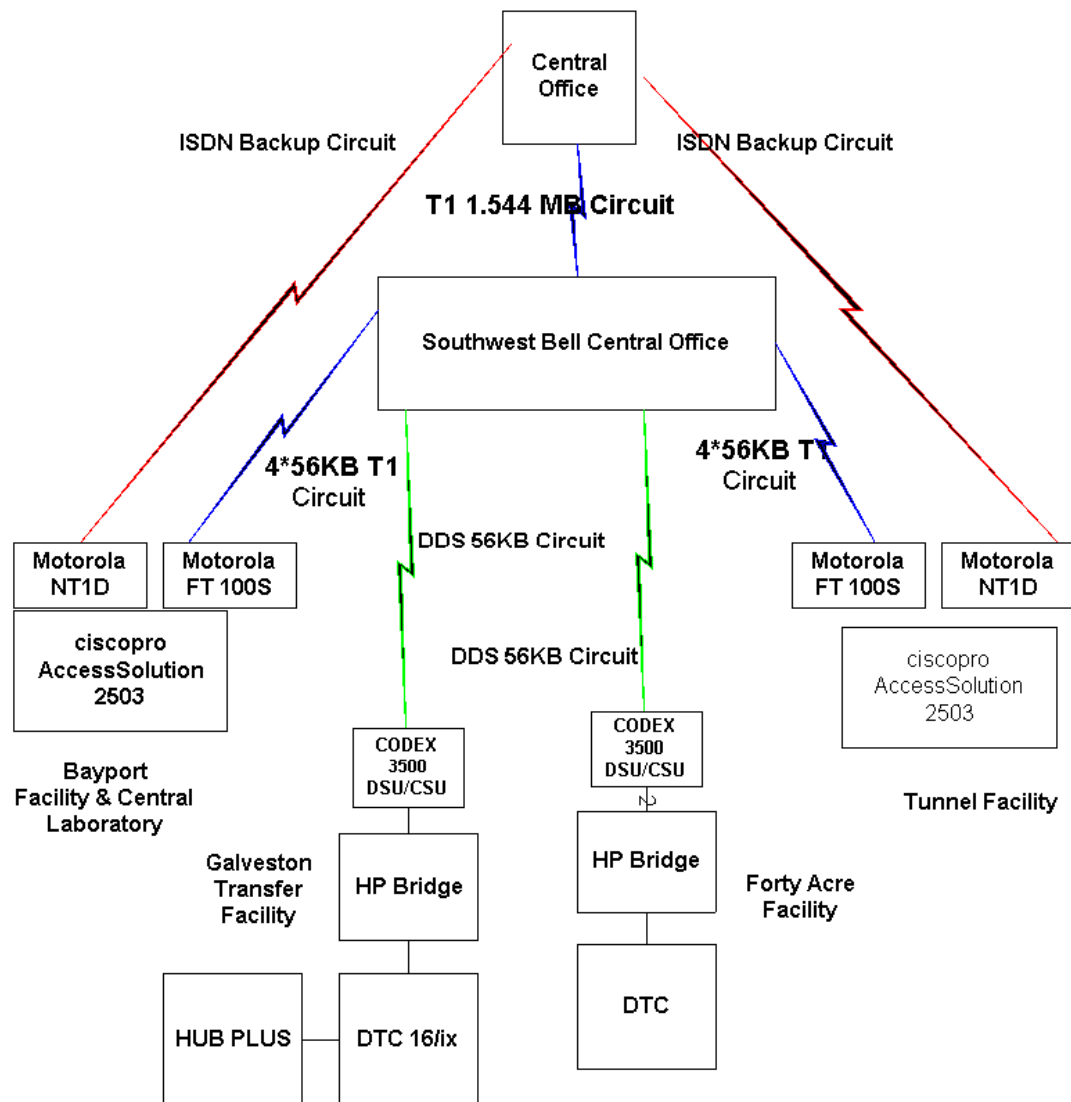 Central
Office
ISDN Backup Circuit
ISDN Backup Circuit
T1 1.544 MB Circuit
Southwest Bell Central Office
4*56KB T1
Circuit
4*56KB T1
Circuit
DDS 56KB Circuit
DDS 56KB Circuit
Motorola
NT1D
Motorola
FT 100S
Motorola
FT 100S
Motorola
NT1D
ciscopro
AccessSolution
2503
ciscopro
AccessSolution
2503
CODEX
3500
DSU/CSU
CODEX
3500
DSU/CSU
2
Bayport
Facility & Central
Laboratory
Tunnel Facility
Galveston
Transfer
Facility
HP Bridge
HP Bridge
Forty Acre
Facility
HUB PLUS
DTC 16/ix
DTC